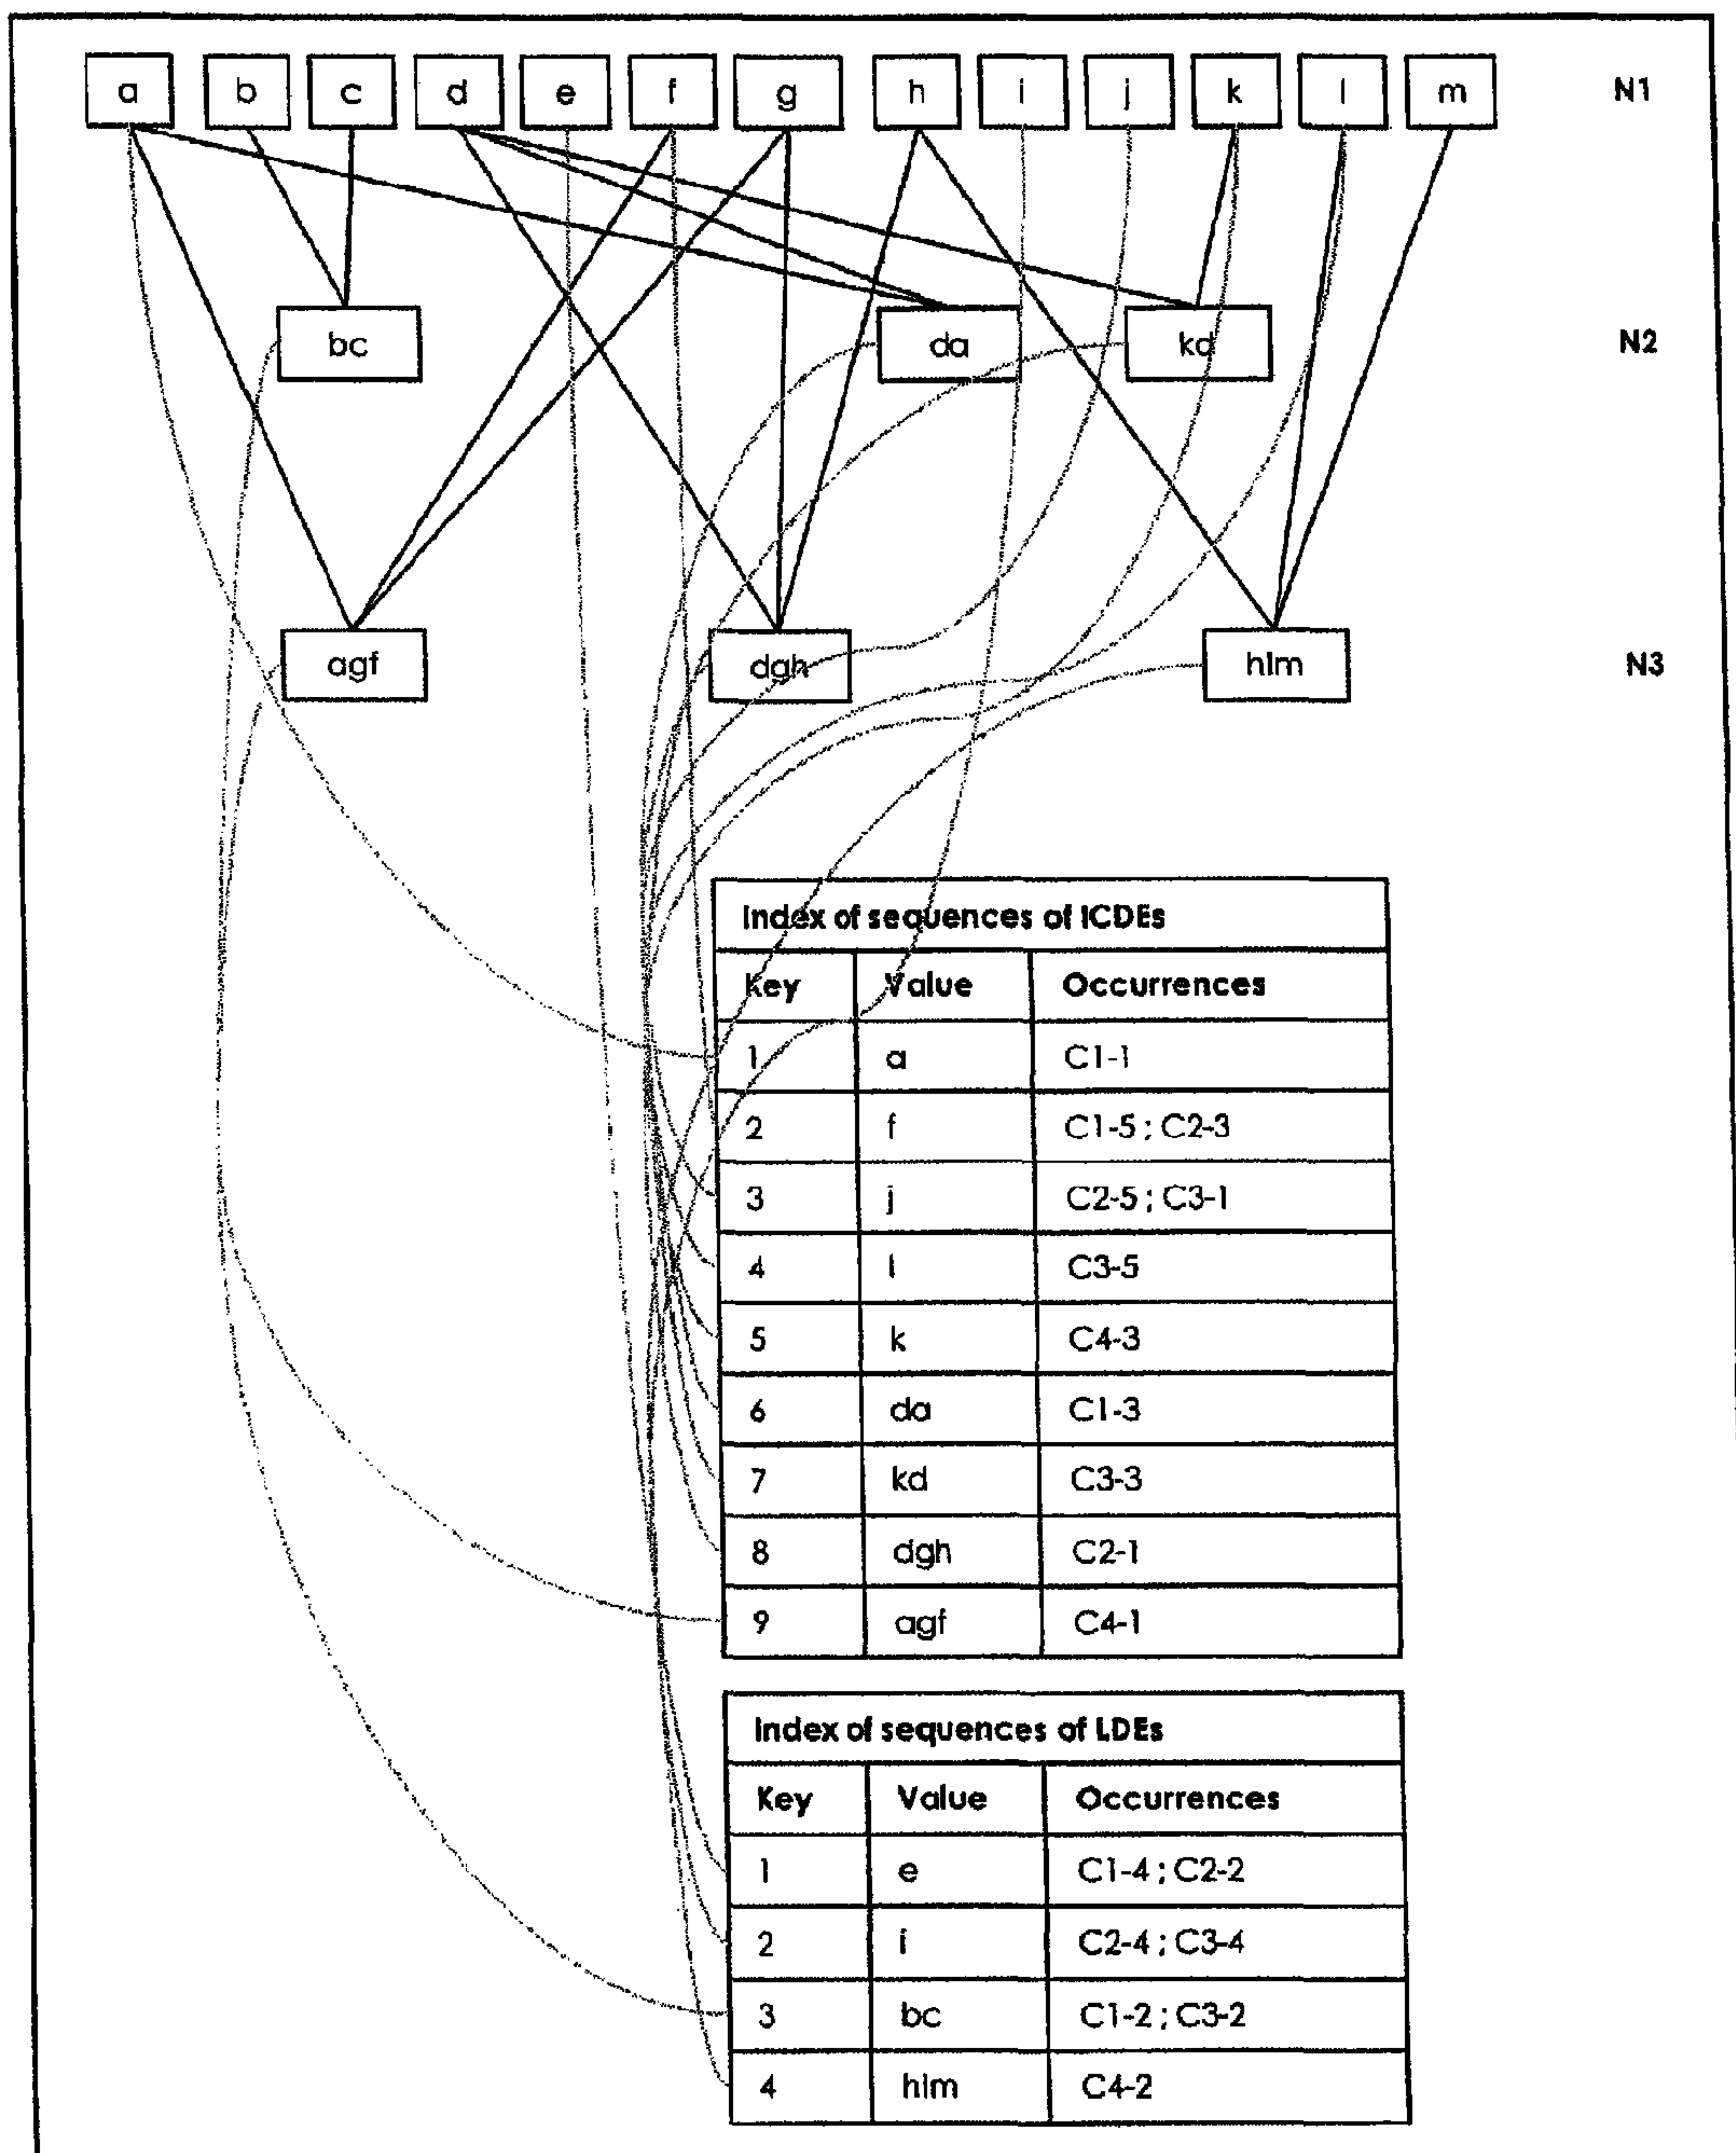 a b c d e f g h i j k l m N1
bc da kd N2
agf dgh hlm N3
Index of sequences of ICDEs
Key Value Occurrences
1 a C1-1
2 f C1-5 ; C2-3
3 j C2-5 ; C3-1
4 l C3-5
5 k C4-3
6 da C1-3
7 kd C3-3
8 dgh C2-1
9 agf C4-1
Index of sequences of LDEs
Key Value Occurrences
1 e C1-4 ; C2-2
2 i C2-4 ; C3-4
3 bc C1-2 ; C3-2
4 hlm C4-2